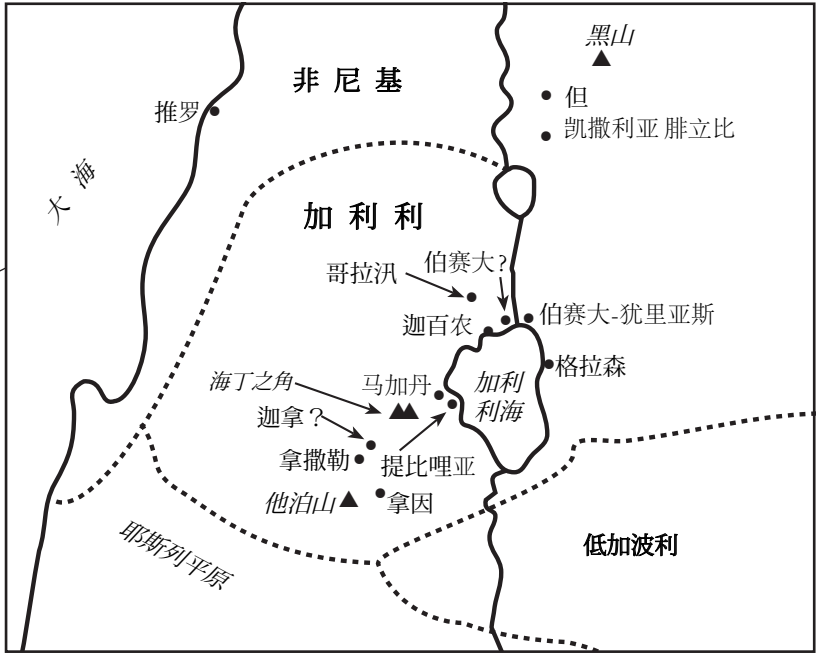 黑山
非尼基
但
推罗
凯撒利亚 腓立比
大海
加利利
伯赛大?
哥拉汛
伯赛大-犹里亚斯
迦百农
格拉森
海丁之角
马加丹
加利
利海
迦拿？
拿撒勒
提比哩亚
他泊山
拿因
耶斯列平原
低加波利